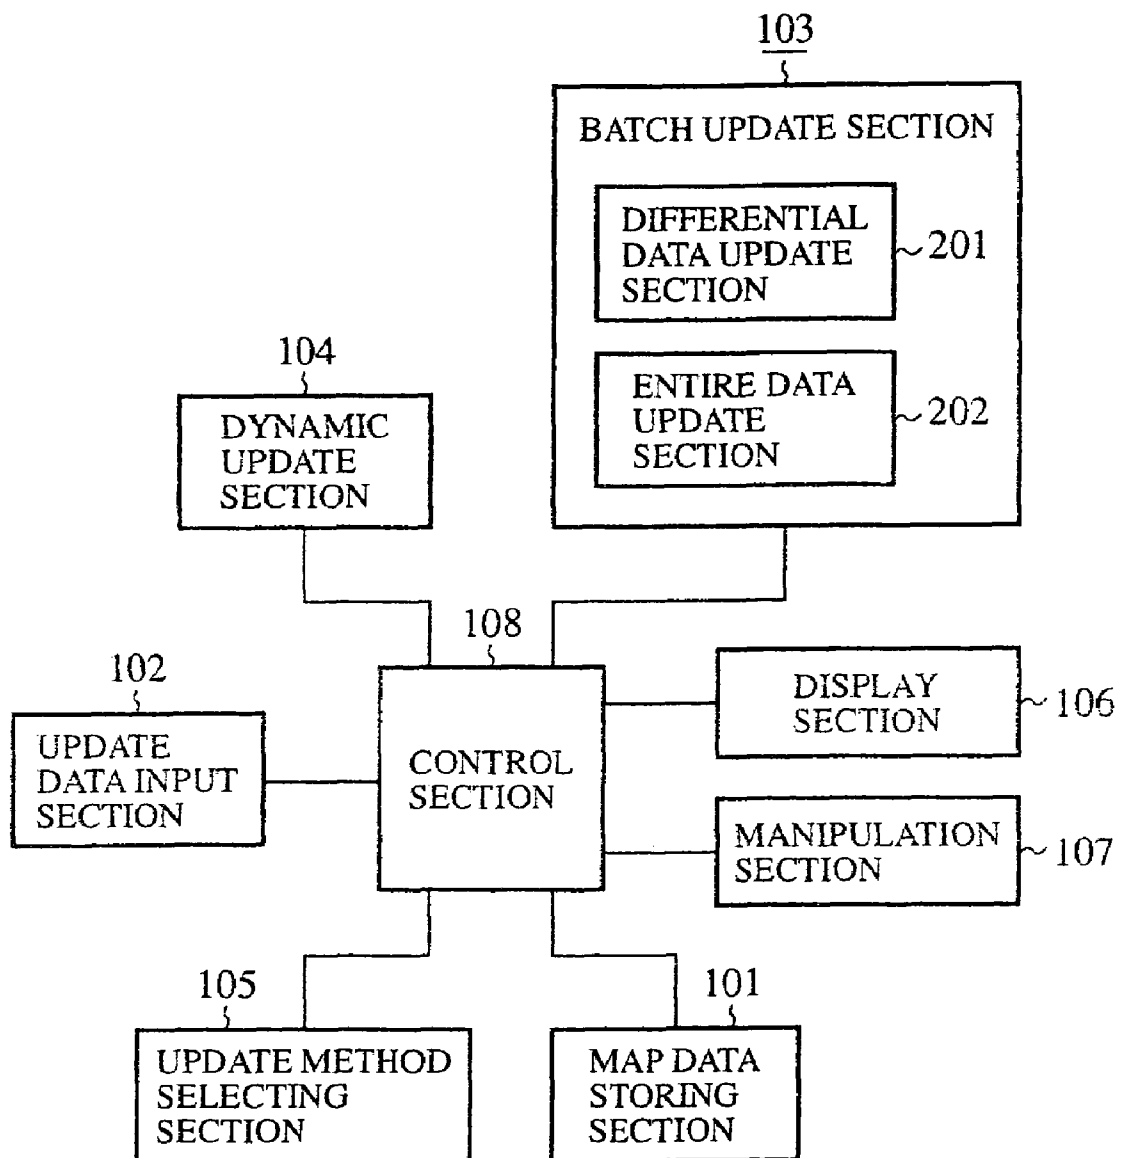 103
BATCH UPDATE SECTION
DIFFERENTIAL
DATA UPDATE
SECTION
201
ENTIRE DATA
UPDATE
SECTION
202
104
DYNAMIC
UPDATE
SECTION
108
CONTROL
SECTION
102
UPDATE
DATA INPUT
SECTION
DISPLAY
SECTION
106
MANIPULATION
SECTION
107
105
UPDATE METHOD
SELECTING
SECTION
101
MAP DATA
STORING
SECTION